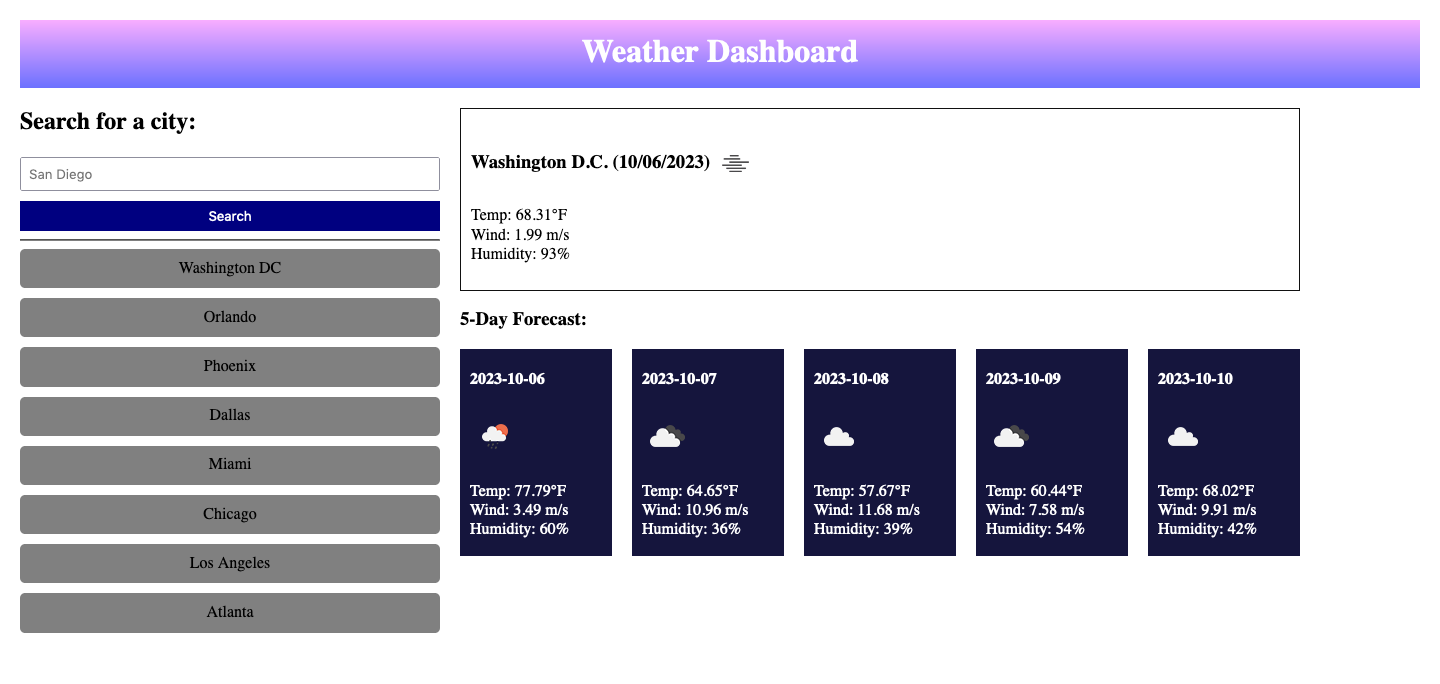 Weather Dashboard
Search for a city:
San Diego
Search
Washington DC
Orlando
Phoenix
Dallas
Miami
Chicago
Los Angeles
Atlanta
Washington D.C. (10/06/2023)
Temp: 68.31°F
Wind: 1.99 m/s
Humidity: 93%
5-Day Forecast:
2023-10-06
Temp: 77.79°F
Wind: 3.49 m/s
Humidity: 60%
2023-10-07
Temp: 64.65°F
Wind: 10.96 m/s
Humidity: 36%
2023-10-08
Temp: 57.67°F
Wind: 11.68 m/s
Humidity: 39%
2023-10-09
Temp: 60.44°F
Wind: 7.58 m/s
Humidity: 54%
2023-10-10
Temp: 68.02°F
Wind: 9.91 m/s
Humidity: 42%